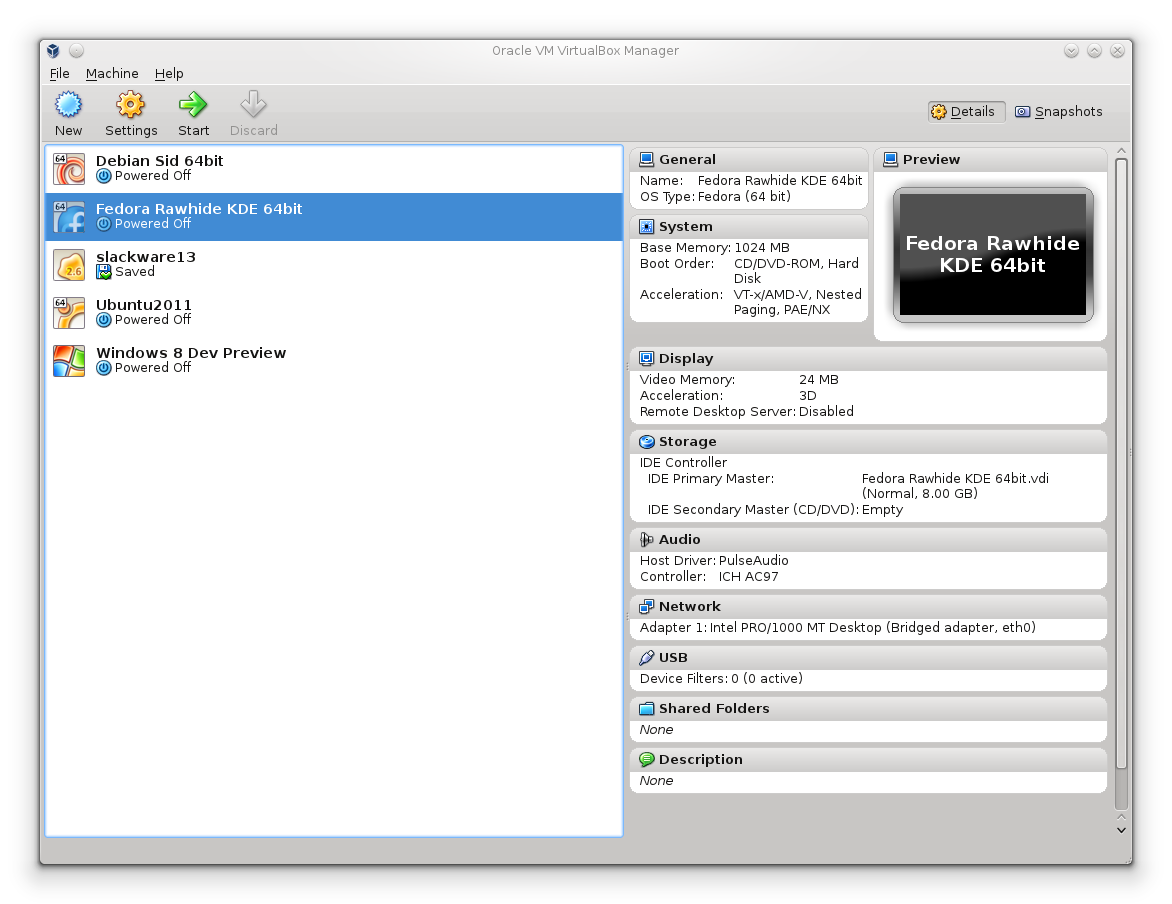 Oracle VM VirtualBox Manager
File Machine Help
New Settings Start Discard
Details Snapshots
64
Debian Sid 64bit
Powered Off
64
Fedora Rawhide KDE 64bit
Powered Off
2.6
slackware13
Saved
64
Ubuntu2011
Powered Off
Windows 8 Dev Preview
Powered Off
General
Name: Fedora Rawhide KDE 64bit
OS Type: Fedora (64 bit)
System
Base Memory: 1024 MB
Boot Order: CD/DVD-ROM, Hard
Disk
Acceleration: VT-x/AMD-V, Nested
Paging, PAE/NX
Preview
Fedora Rawhide
KDE 64bit
Display
Video Memory: 24 MB
Acceleration: 3D
Remote Desktop Server: Disabled
Storage
IDE Controller
IDE Primary Master: Fedora Rawhide KDE 64bit.vdi
(Normal, 8.00 GB)
IDE Secondary Master (CD/DVD): Empty
Audio
Host Driver: PulseAudio
Controller: ICH AC97
Network
Adapter 1: Intel PRO/1000 MT Desktop (Bridged adapter, eth0)
USB
Device Filters: 0 (0 active)
Shared Folders
None
Description
None